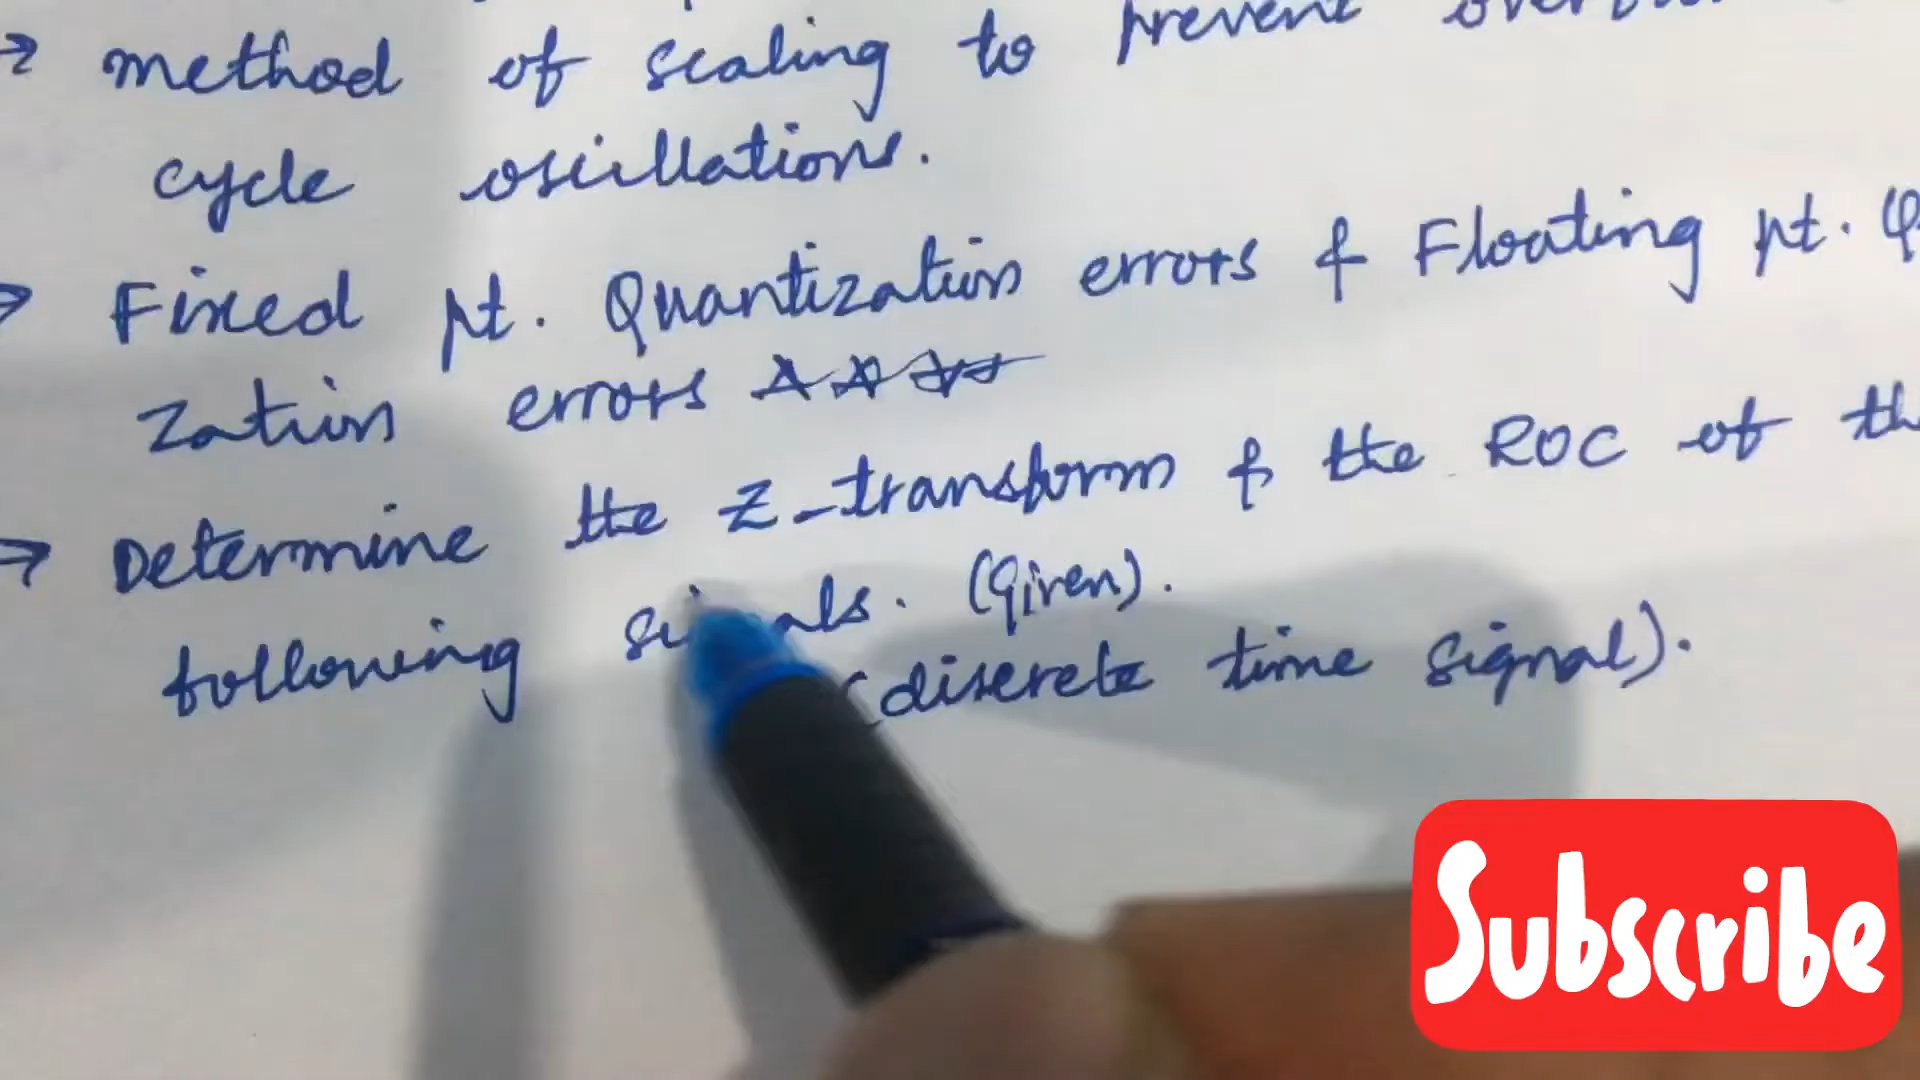 → method of scaling to prevent
cycle oscillations.
→ Fixed pt. Quantization errors & Floating pt.
zation errors
→ Determine the Z-transform & the ROC of
following signals. (Given).
(discrete time signal).
Subscribe